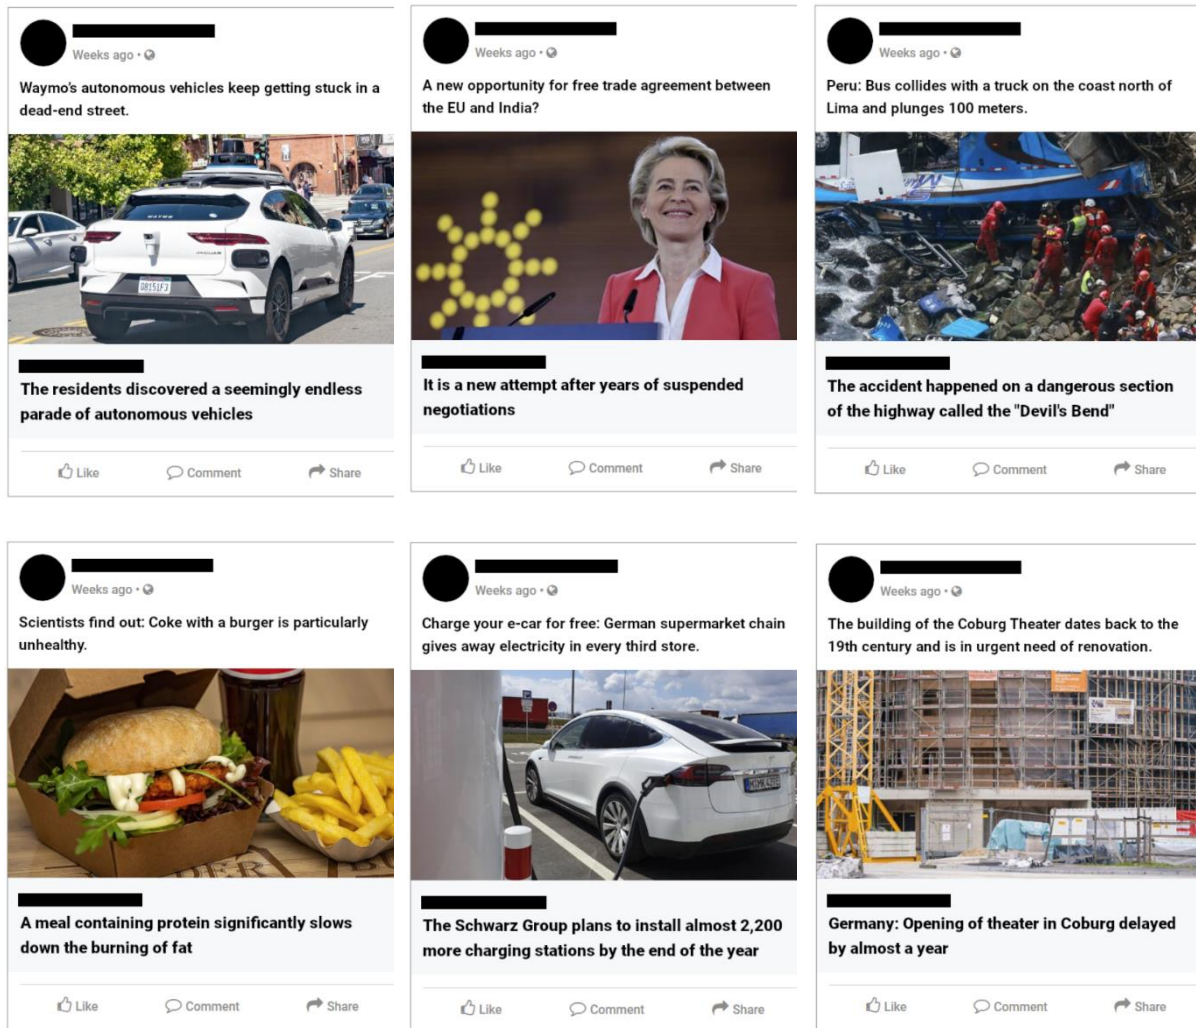 Weeks ago •
Waymo's autonomous vehicles keep getting stuck in a
dead-end street.
WAYMO
JAGUAR
The residents discovered a seemingly endless
parade of autonomous vehicles
Like Comment Share
Weeks ago •
A new opportunity for free trade agreement between
the EU and India?
It is a new attempt after years of suspended
negotiations
Like Comment Share
Weeks ago •
Peru: Bus collides with a truck on the coast north of
Lima and plunges 100 meters.
The accident happened on a dangerous section
of the highway called the "Devil's Bend"
Like Comment Share
Weeks ago •
Scientists find out: Coke with a burger is particularly
unhealthy.
A meal containing protein significantly slows
down the burning of fat
Like Comment Share
Weeks ago •
Charge your e-car for free: German supermarket chain
gives away electricity in every third store.
The Schwarz Group plans to install almost 2,200
more charging stations by the end of the year
Like Comment Share
Weeks ago •
The building of the Coburg Theater dates back to the
19th century and is in urgent need of renovation.
Germany: Opening of theater in Coburg delayed
by almost a year
Like Comment Share